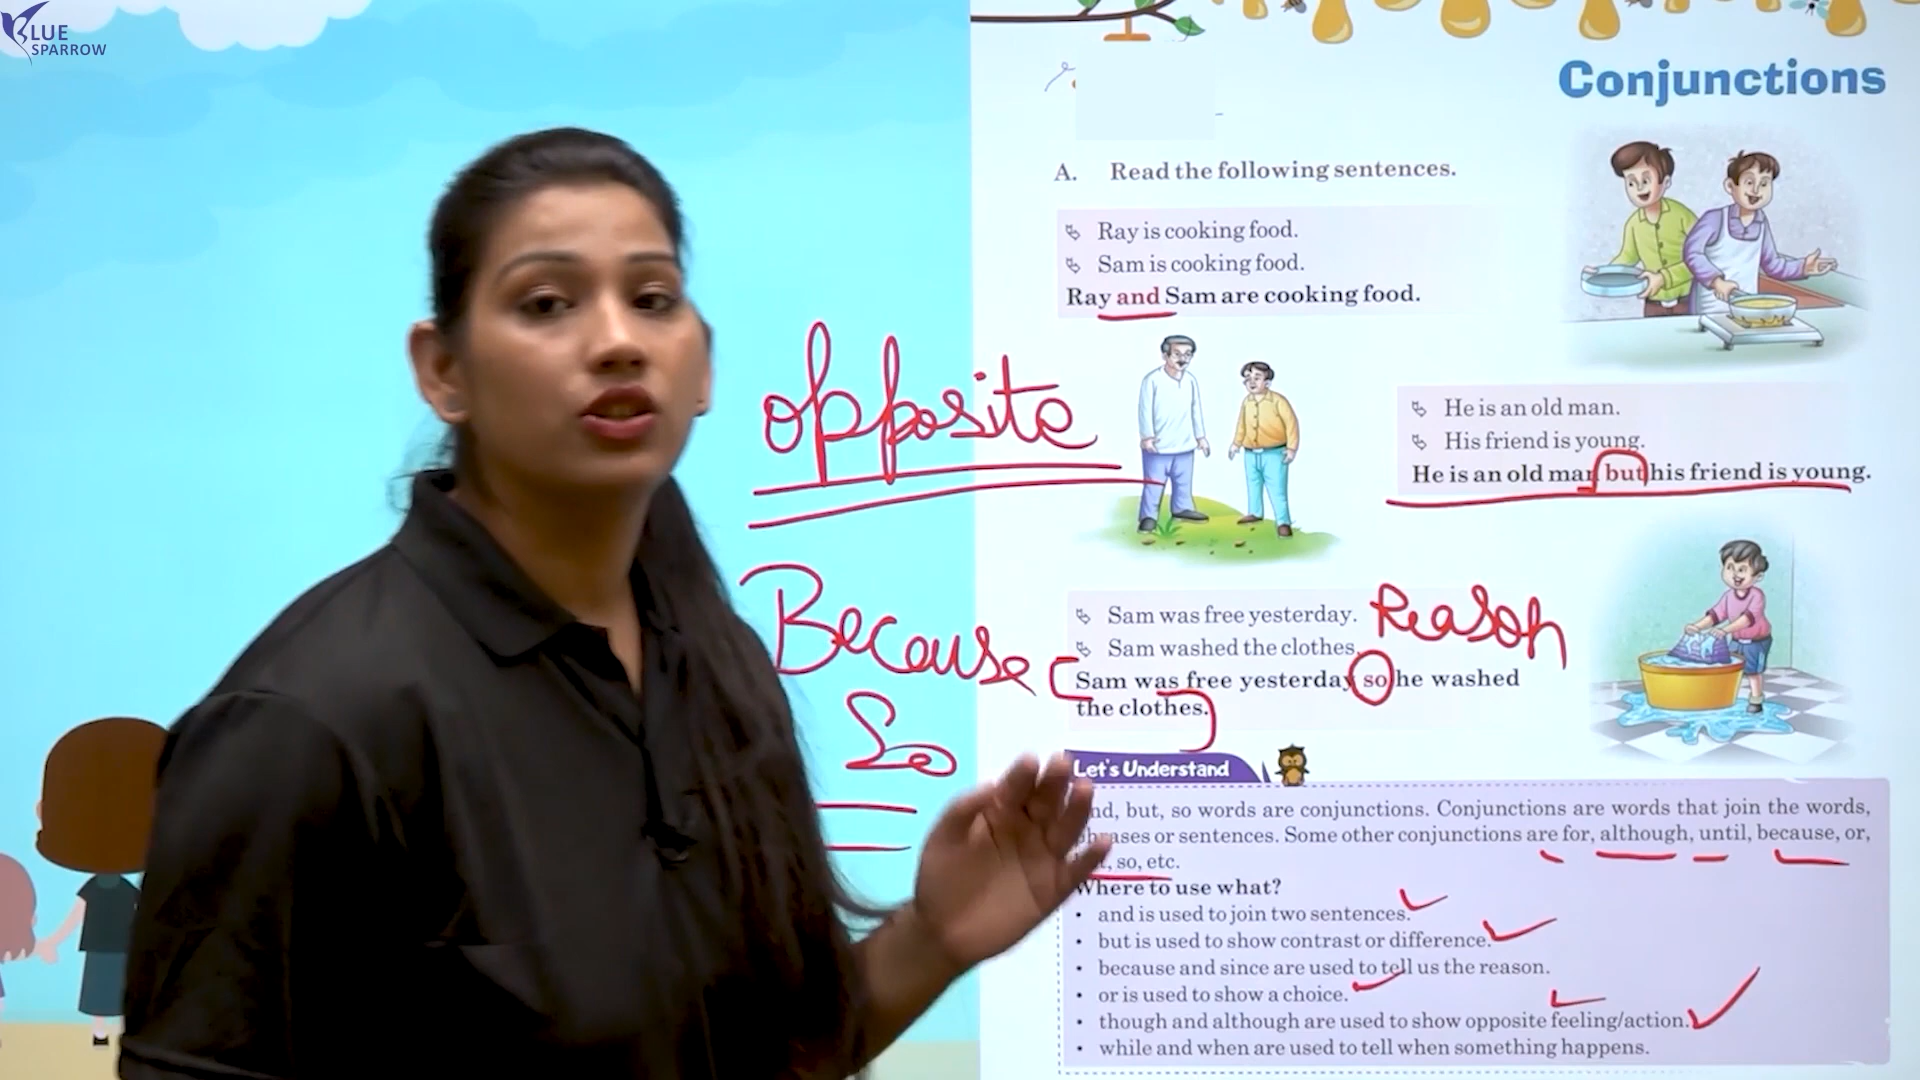 BLUE
SPARROW
Conjunctions
A. Read the following sentences.
Ray is cooking food.
Sam is cooking food.
Ray and Sam are cooking food.
opposite
He is an old man.
His friend is young.
He is an old man but his friend is young.
Because
So
Sam was free yesterday.
Reason
Sam washed the clothes.
Sam was free yesterday so he washed
the clothes.
Let's Understand
nd, but, so words are conjunctions. Conjunctions are words that join the words,
phrases or sentences. Some other conjunctions are for, although, until, because, or,
so, etc.
Where to use what?
• and is used to join two sentences.
• but is used to show contrast or difference.
• because and since are used to tell us the reason.
• or is used to show a choice.
• though and although are used to show opposite feeling/action.
• while and when are used to tell when something happens.